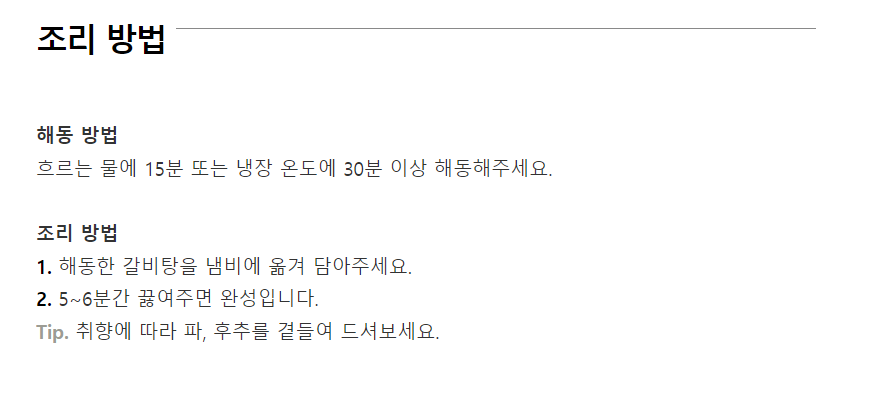 조리 방법
해동 방법
흐르는 물에 15분 또는 냉장 온도에 30분 이상 해동해주세요.
조리 방법
1. 해동한 갈비탕을 냄비에 옮겨 담아주세요.
2. 5~6분간 끓여주면 완성입니다.
Tip. 취향에 따라 파, 후추를 곁들여 드셔보세요.